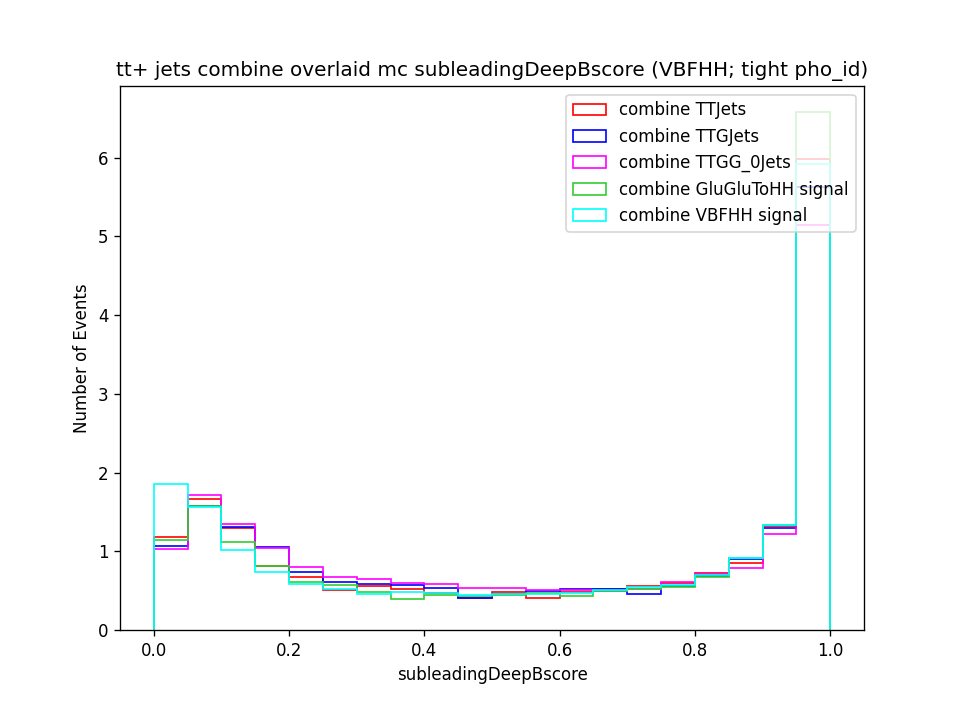 tt+ jets combine overlaid mc subleadingDeepBscore (VBFHH; tight pho_id)
combine TTJets
combine TTGJets
combine TTGG_0Jets
combine GluGluToHH signal
combine VBFHH signal
Number of Events
6
5
4
3
2
1
0
0.0 0.2 0.4 0.6 0.8 1.0
subleadingDeepBscore